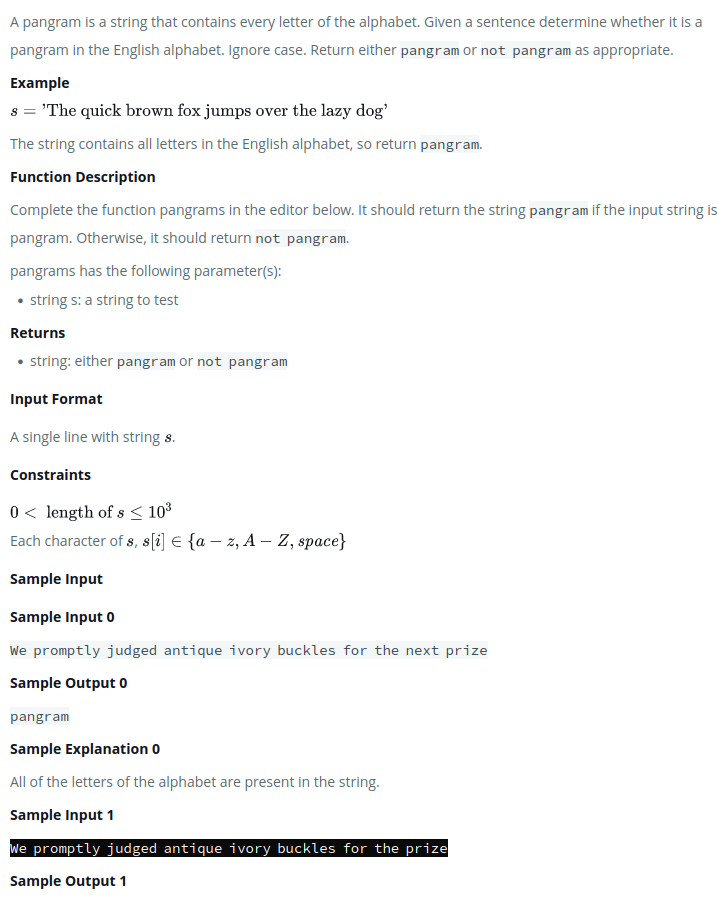 A pangram is a string that contains every letter of the alphabet. Given a sentence determine whether it is a
pangram in the English alphabet. Ignore case. Return either pangram or not pangram as appropriate.
Example
s = 'The quick brown fox jumps over the lazy dog'
The string contains all letters in the English alphabet, so return pangram.
Function Description
Complete the function pangrams in the editor below. It should return the string pangram if the input string is
pangram. Otherwise, it should return not pangram.
pangrams has the following parameter(s):
• string s: a string to test
Returns
• string: either pangram or not pangram
Input Format
A single line with string s.
Constraints
0 < length of s ≤ 10³
Each character of s, s[i] ∈ {a − z, A − Z, space}
Sample Input
Sample Input 0
We promptly judged antique ivory buckles for the next prize
Sample Output 0
pangram
Sample Explanation 0
All of the letters of the alphabet are present in the string.
Sample Input 1
We promptly judged antique ivory buckles for the prize
Sample Output 1